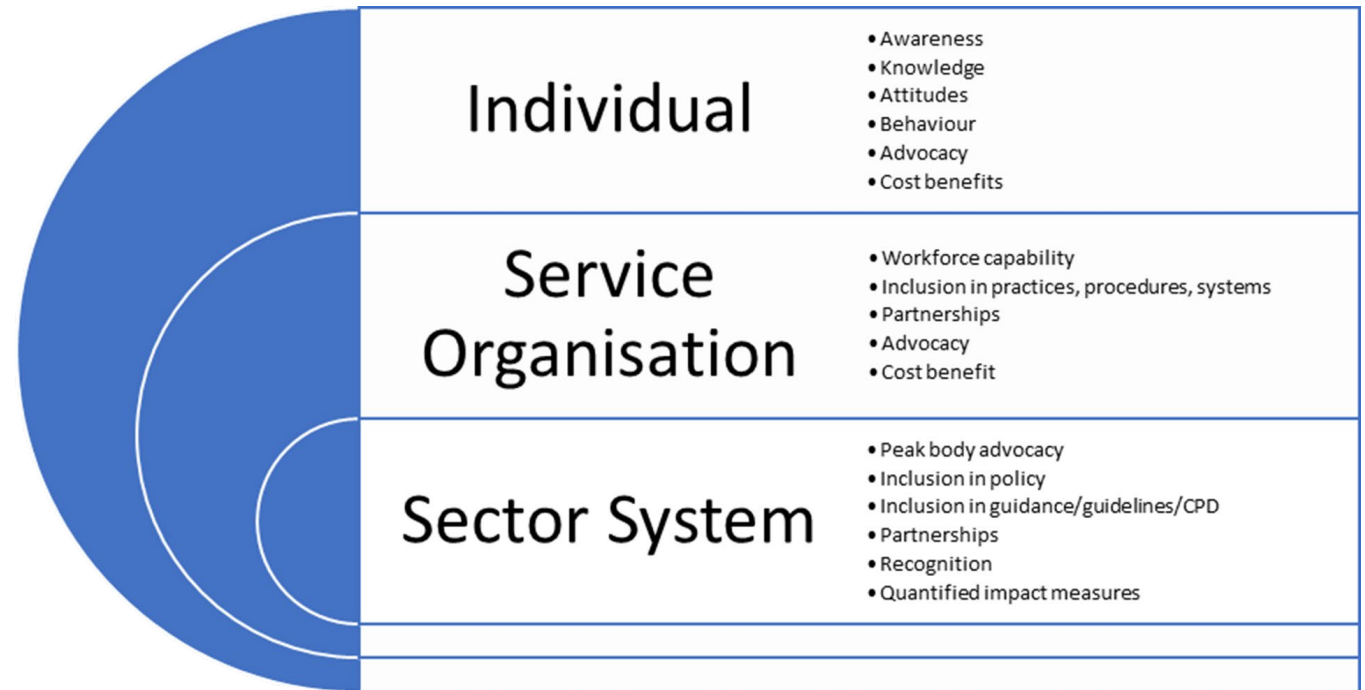 Individual
• Awareness
• Knowledge
• Attitudes
• Behaviour
• Advocacy
• Cost benefits
Service
Organisation
• Workforce capability
• Inclusion in practices, procedures, systems
• Partnerships
• Advocacy
• Cost benefit
Sector System
• Peak body advocacy
• Inclusion in policy
• Inclusion in guidance/guidelines/CPD
• Partnerships
• Recognition
• Quantified impact measures